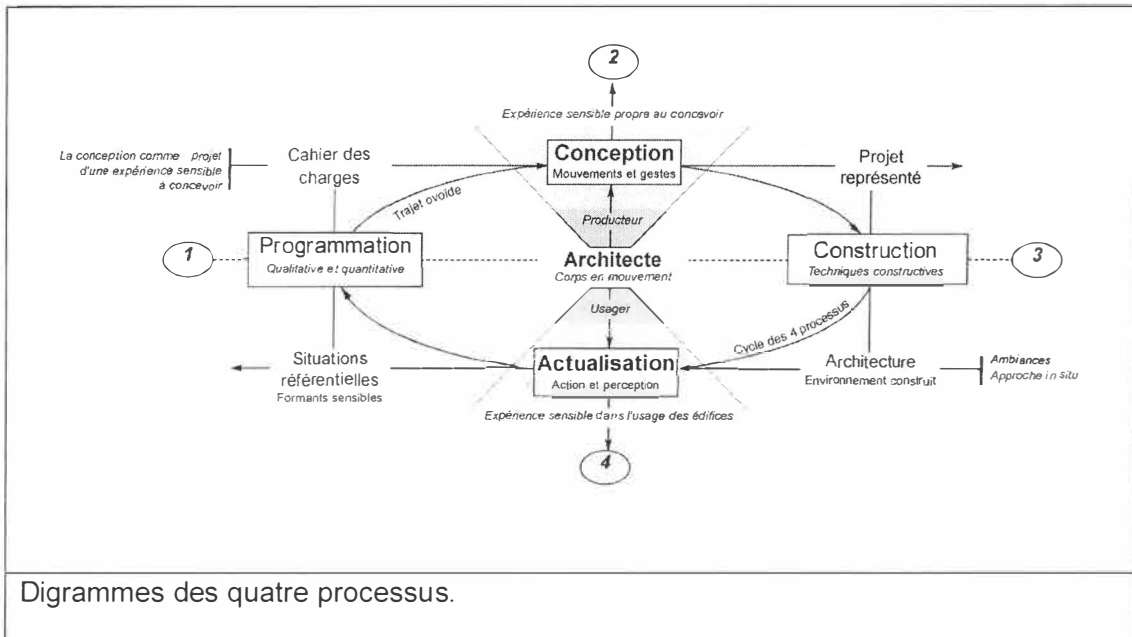 2
Expérience sensible propre au concevoir
La conception comme projet
d'une expérience sensible
à concevoir
Cahier des
charges
Conception
Mouvements et gestes
Projet
représenté
Trajet ovoide
Producteur
1
Programmation
Qualitative et quantitative
Architecte
Corps en mouvement
Construction
Techniques constructives
3
Usager
Cycle des 4 processus
Situations
référentielles
Formants sensibles
Actualisation
Action et perception
Architecture
Environnement construit
Ambiances
Approche in situ
Expérience sensible dans l'usage des édifices
4
Digrammes des quatre processus.